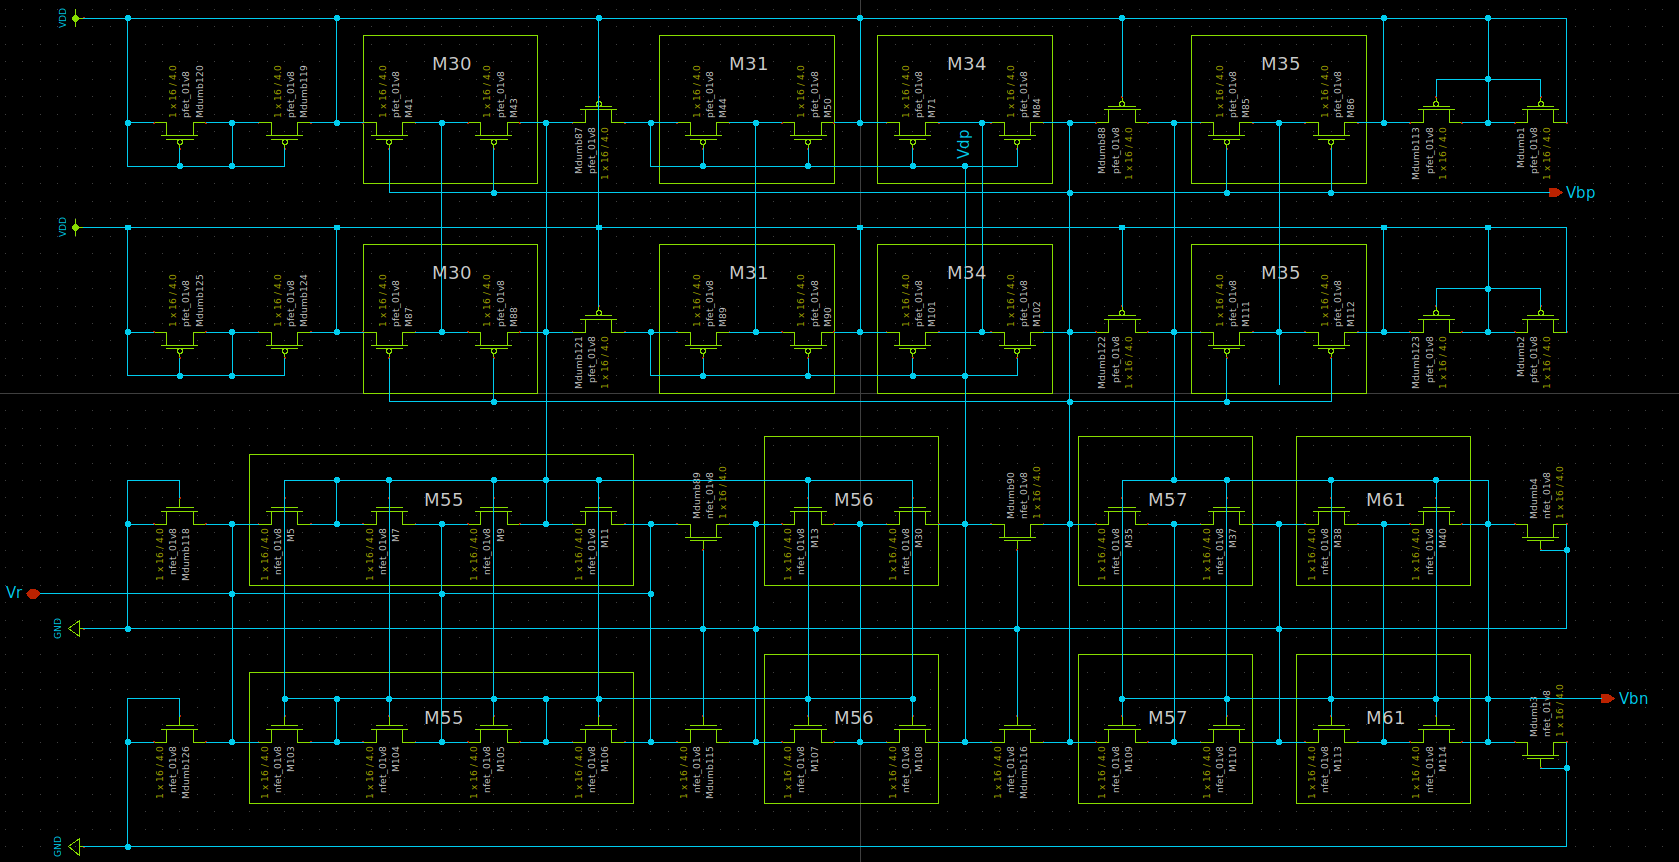 VDD
M30
M31
M34
M35
1 x 16 / 4.0
pfet_01v8
Mdumb120
1 x 16 / 4.0
pfet_01v8
Mdumb119
1 x 16 / 4.0
pfet_01v8
M41
1 x 16 / 4.0
pfet_01v8
M43
Mdumb87
pfet_01v8
1 x 16 / 4.0
1 x 16 / 4.0
pfet_01v8
M44
1 x 16 / 4.0
pfet_01v8
M50
1 x 16 / 4.0
pfet_01v8
M71
Vdp
1 x 16 / 4.0
pfet_01v8
M84
Mdumb88
pfet_01v8
1 x 16 / 4.0
1 x 16 / 4.0
pfet_01v8
M85
1 x 16 / 4.0
pfet_01v8
M86
Mdumb113
pfet_01v8
1 x 16 / 4.0
Mdumb1
pfet_01v8
1 x 16 / 4.0
Vbp
VDD
M30
M31
M34
M35
1 x 16 / 4.0
pfet_01v8
Mdumb125
1 x 16 / 4.0
pfet_01v8
Mdumb124
1 x 16 / 4.0
pfet_01v8
M87
1 x 16 / 4.0
pfet_01v8
M88
Mdumb121
pfet_01v8
1 x 16 / 4.0
1 x 16 / 4.0
pfet_01v8
M89
1 x 16 / 4.0
pfet_01v8
M90
1 x 16 / 4.0
pfet_01v8
M101
1 x 16 / 4.0
pfet_01v8
M102
Mdumb122
pfet_01v8
1 x 16 / 4.0
1 x 16 / 4.0
pfet_01v8
M111
1 x 16 / 4.0
pfet_01v8
M112
Mdumb123
pfet_01v8
1 x 16 / 4.0
Mdumb2
pfet_01v8
1 x 16 / 4.0
M55
M56
M57
M61
1 x 16 / 4.0
nfet_01v8
Mdumb118
1 x 16 / 4.0
nfet_01v8
M5
1 x 16 / 4.0
nfet_01v8
M7
1 x 16 / 4.0
nfet_01v8
M9
1 x 16 / 4.0
nfet_01v8
M11
Mdumb89
nfet_01v8
1 x 16 / 4.0
1 x 16 / 4.0
nfet_01v8
M13
1 x 16 / 4.0
nfet_01v8
M30
Mdumb90
nfet_01v8
1 x 16 / 4.0
1 x 16 / 4.0
nfet_01v8
M35
1 x 16 / 4.0
nfet_01v8
M37
1 x 16 / 4.0
nfet_01v8
M38
1 x 16 / 4.0
nfet_01v8
M40
Mdumb4
nfet_01v8
1 x 16 / 4.0
Vr
GND
M55
M56
M57
M61
Vbn
1 x 16 / 4.0
nfet_01v8
Mdumb126
1 x 16 / 4.0
nfet_01v8
M103
1 x 16 / 4.0
nfet_01v8
M104
1 x 16 / 4.0
nfet_01v8
M105
1 x 16 / 4.0
nfet_01v8
M106
1 x 16 / 4.0
nfet_01v8
Mdumb115
1 x 16 / 4.0
nfet_01v8
M107
1 x 16 / 4.0
nfet_01v8
M108
1 x 16 / 4.0
nfet_01v8
Mdumb116
1 x 16 / 4.0
nfet_01v8
M109
1 x 16 / 4.0
nfet_01v8
M110
1 x 16 / 4.0
nfet_01v8
M113
1 x 16 / 4.0
nfet_01v8
M114
Mdumb3
nfet_01v8
1 x 16 / 4.0
GND